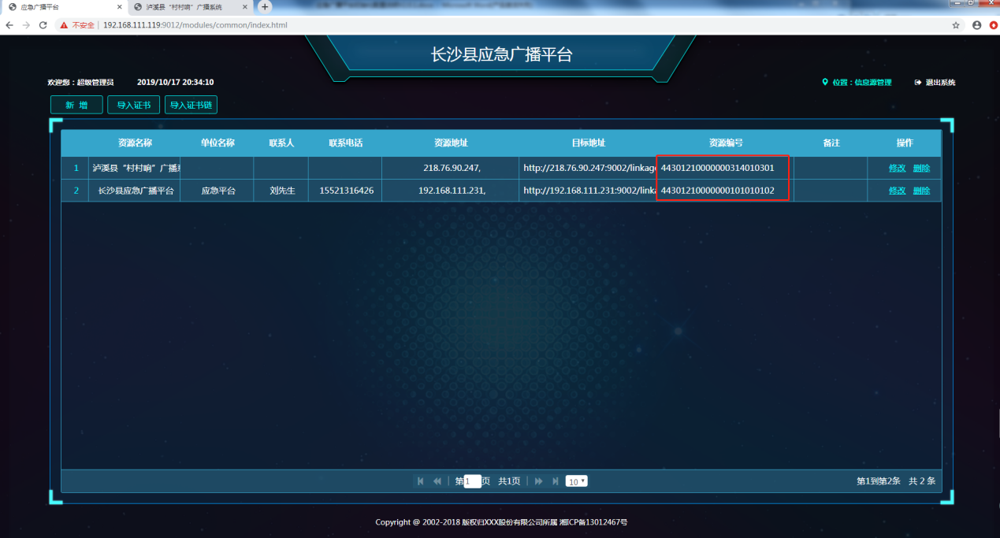 应急广播平台 泸溪县“村村响”广播系统
不安全 192.168.111.119:9012/modules/common/index.html
长沙县应急广播平台
欢迎您：超级管理员 2019/10/17 20:34:10 位置：信息源管理 退出系统
新 增 导入证书 导入证书链
资源名称 单位名称 联系人 联系电话 资源地址 目标地址 资源编号 备注 操作
1 泸溪县“村村响”广播系 218.76.90.247, http://218.76.90.247:9002/linkage 44301210000000314010301 修改 删除
2 长沙县应急广播平台 应急平台 刘先生 15521316426 192.168.111.231, http://192.168.111.231:9002/linka 44301210000000101010102 修改 删除
第1页 共1页 10 第1到第2条 共 2 条
Copyright @ 2002-2018 版权归XXX股份有限公司所属 湘ICP备13012467号